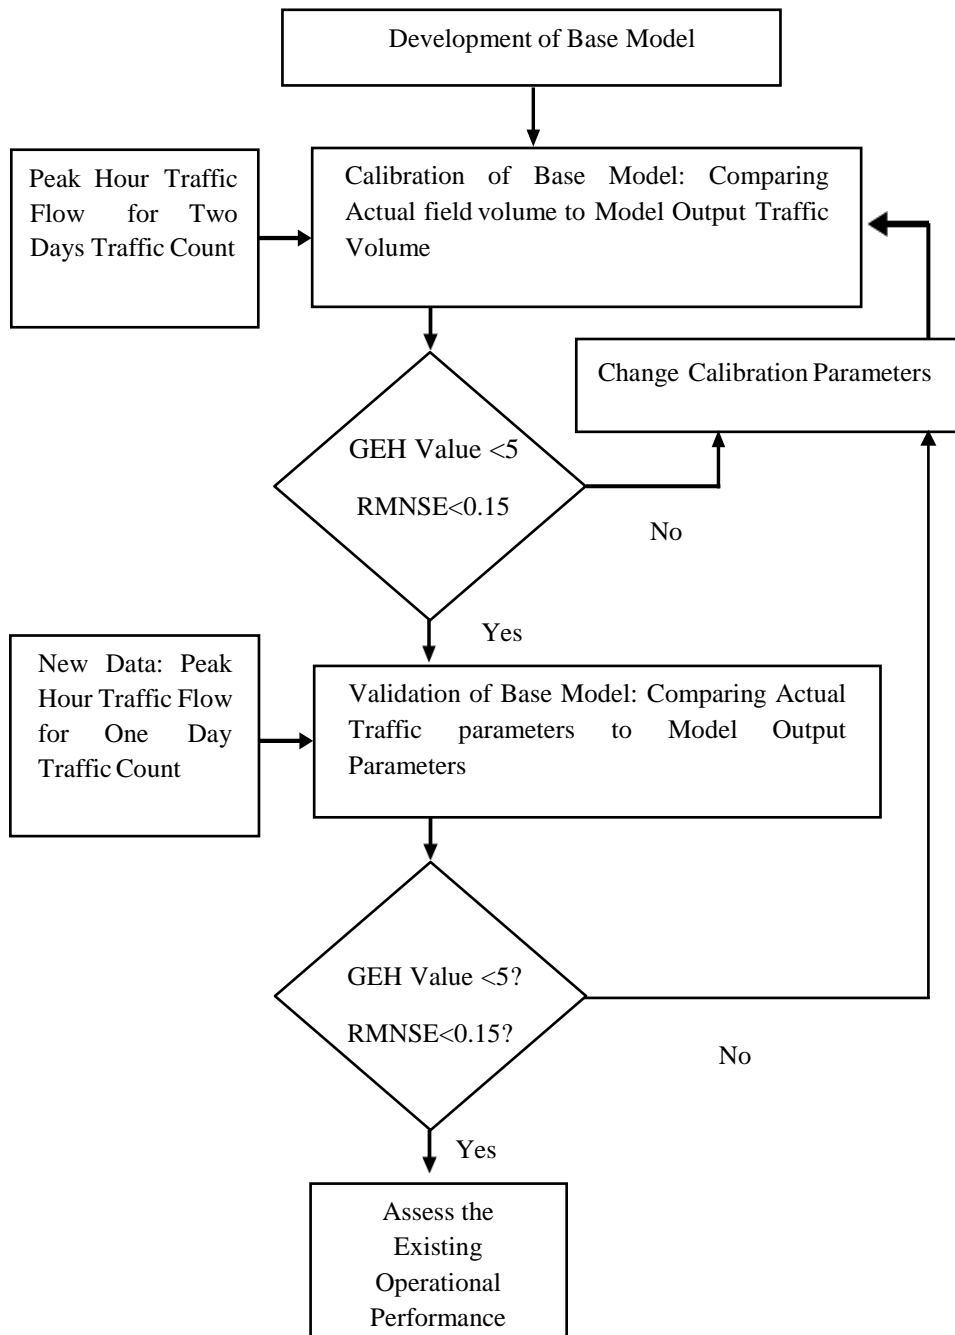 Development of Base Model
Peak Hour Traffic
Flow for Two
Days Traffic Count
Calibration of Base Model: Comparing
Actual field volume to Model Output Traffic
Volume
Change Calibration Parameters
GEH Value <5
RMNSE<0.15
No
Yes
New Data: Peak
Hour Traffic Flow
for One Day
Traffic Count
Validation of Base Model: Comparing Actual
Traffic parameters to Model Output
Parameters
GEH Value <5?
RMNSE<0.15?
No
Yes
Assess the
Existing
Operational
Performance